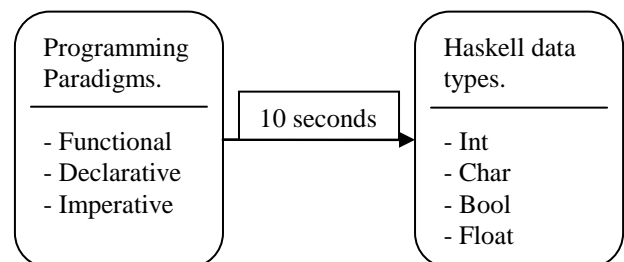 Programming
Paradigms.
- Functional
- Declarative
- Imperative
10 seconds
Haskell data
types.
- Int
- Char
- Bool
- Float